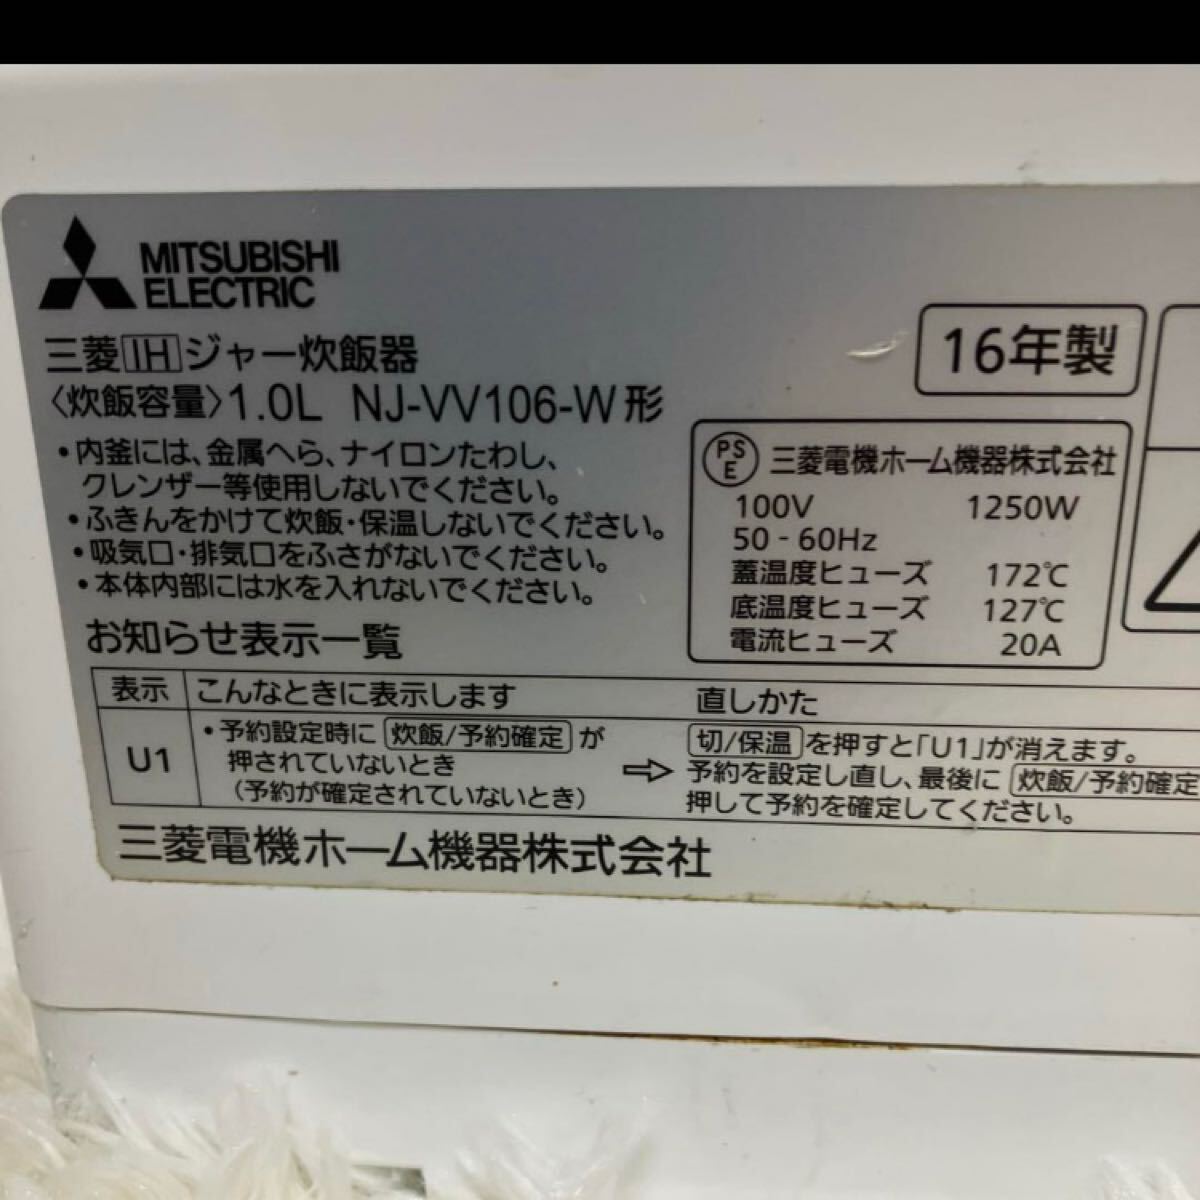 MITSUBISHI
ELECTRIC
三菱IHジャー炊飯器
〈炊飯容量〉1.0L NJ-VV106-W形
・内釜には、金属へら、ナイロンたわし、
クレンザー等使用しないでください。
・ふきんをかけて炊飯・保温しないでください。
・吸気口・排気口をふさがないでください。
・本体内部には水を入れないでください。
16年製
PS
E 三菱電機ホーム機器株式会社
100V 1250W
50-60Hz
蓋温度ヒューズ 172℃
底温度ヒューズ 127℃
電流ヒューズ 20A
お知らせ表示一覧
表示 こんなときに表示します 直しかた
U1
・予約設定時に 炊飯/予約確定 が
押されていないとき
(予約が確定されていないとき)
⇨
切/保温 を押すと「U1」が消えます。
予約を設定し直し、最後に 炊飯/予約確定
押して予約を確定してください。
三菱電機ホーム機器株式会社